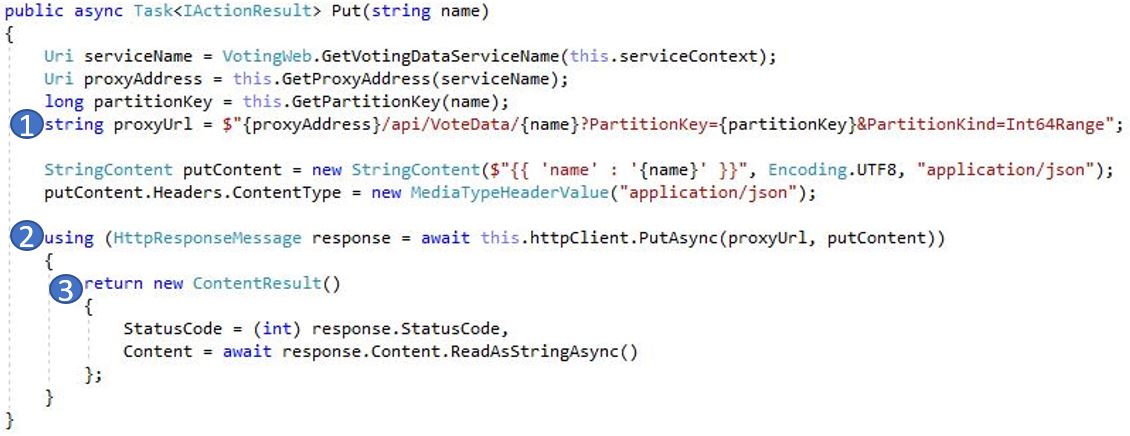 public async Task<IActionResult> Put(string name)
{
    Uri serviceName = VotingWeb.GetVotingDataServiceName(this.serviceContext);
    Uri proxyAddress = this.GetProxyAddress(serviceName);
    long partitionKey = this.GetPartitionKey(name);
1 string proxyUrl = $"{proxyAddress}/api/VoteData/{name}?PartitionKey={partitionKey}&PartitionKind=Int64Range";
    StringContent putContent = new StringContent($"{{ 'name' : '{name}' }}", Encoding.UTF8, "application/json");
    putContent.Headers.ContentType = new MediaTypeHeaderValue("application/json");
2 using (HttpResponseMessage response = await this.httpClient.PutAsync(proxyUrl, putContent))
    {
3 return new ContentResult()
        {
            StatusCode = (int) response.StatusCode,
            Content = await response.Content.ReadAsStringAsync()
        };
    }
}